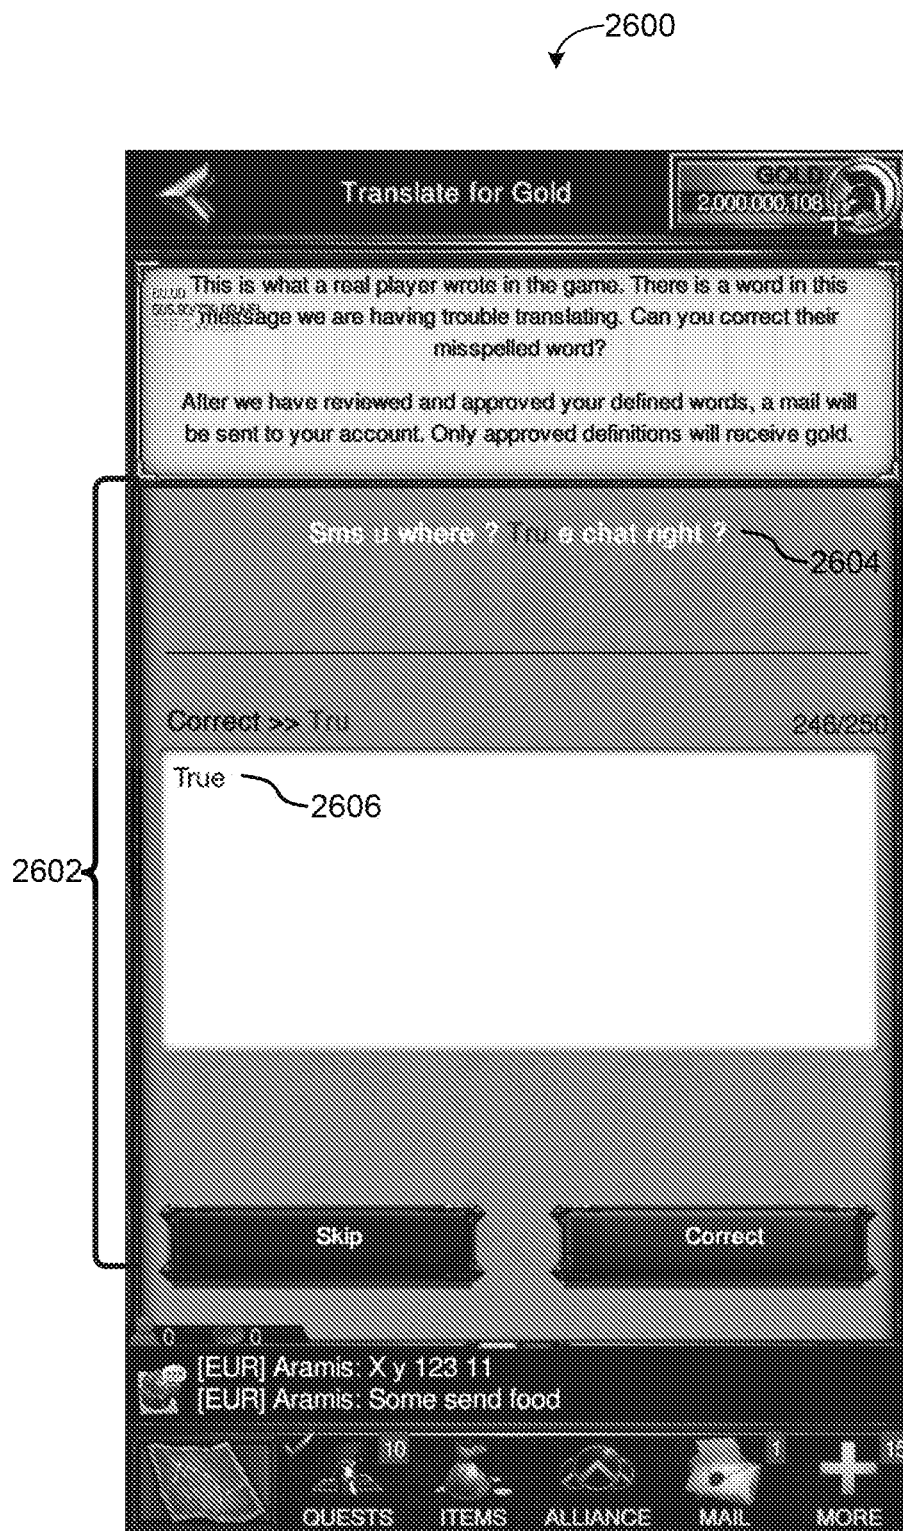 2600
Translate for Gold
GOLD
2,000,000,108
This is what a real player wrote in the game. There is a word in this
message we are having trouble translating. Can you correct their
misspelled word?
After we have reviewed and approved your defined words, a mail will
be sent to your account. Only approved definitions will receive gold.
Sms u where ? Tru e chat right ?
2604
Correct >> Tru
246/250
True
2606
2602
Skip
Correct
0 0
[EUR] Aramis: X y 123 11
[EUR] Aramis: Some send food
10
1
15
QUESTS
ITEMS
ALLIANCE
MAIL
MORE